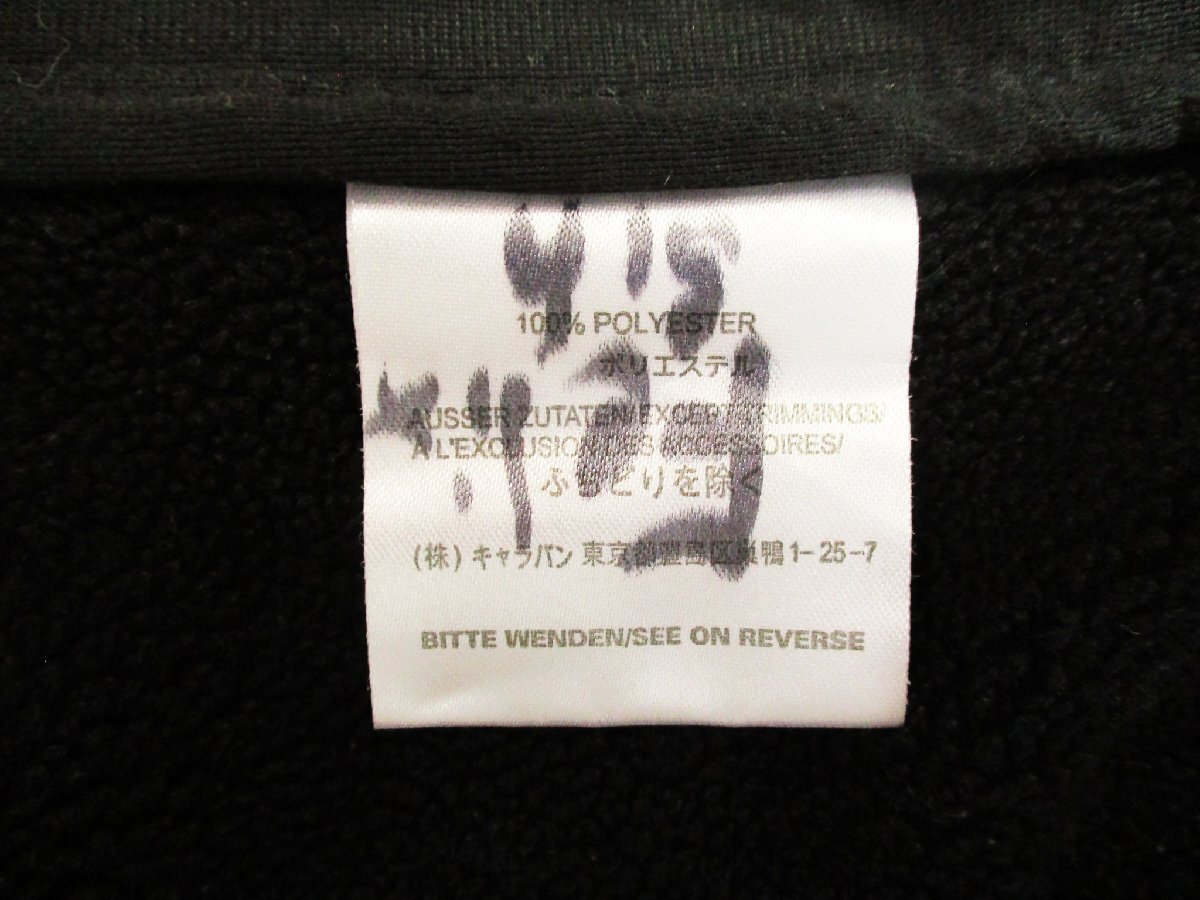 100% POLYESTER
ポリエステル
AUSSER ZUTATEN/EXCEPT TRIMMINGS/
A L'EXCLUSION DES ACCESSOIRES/
ふちどりを除く
(株) キャラバン 東京都豊島区巣鴨1-25-7
BITTE WENDEN/SEE ON REVERSE